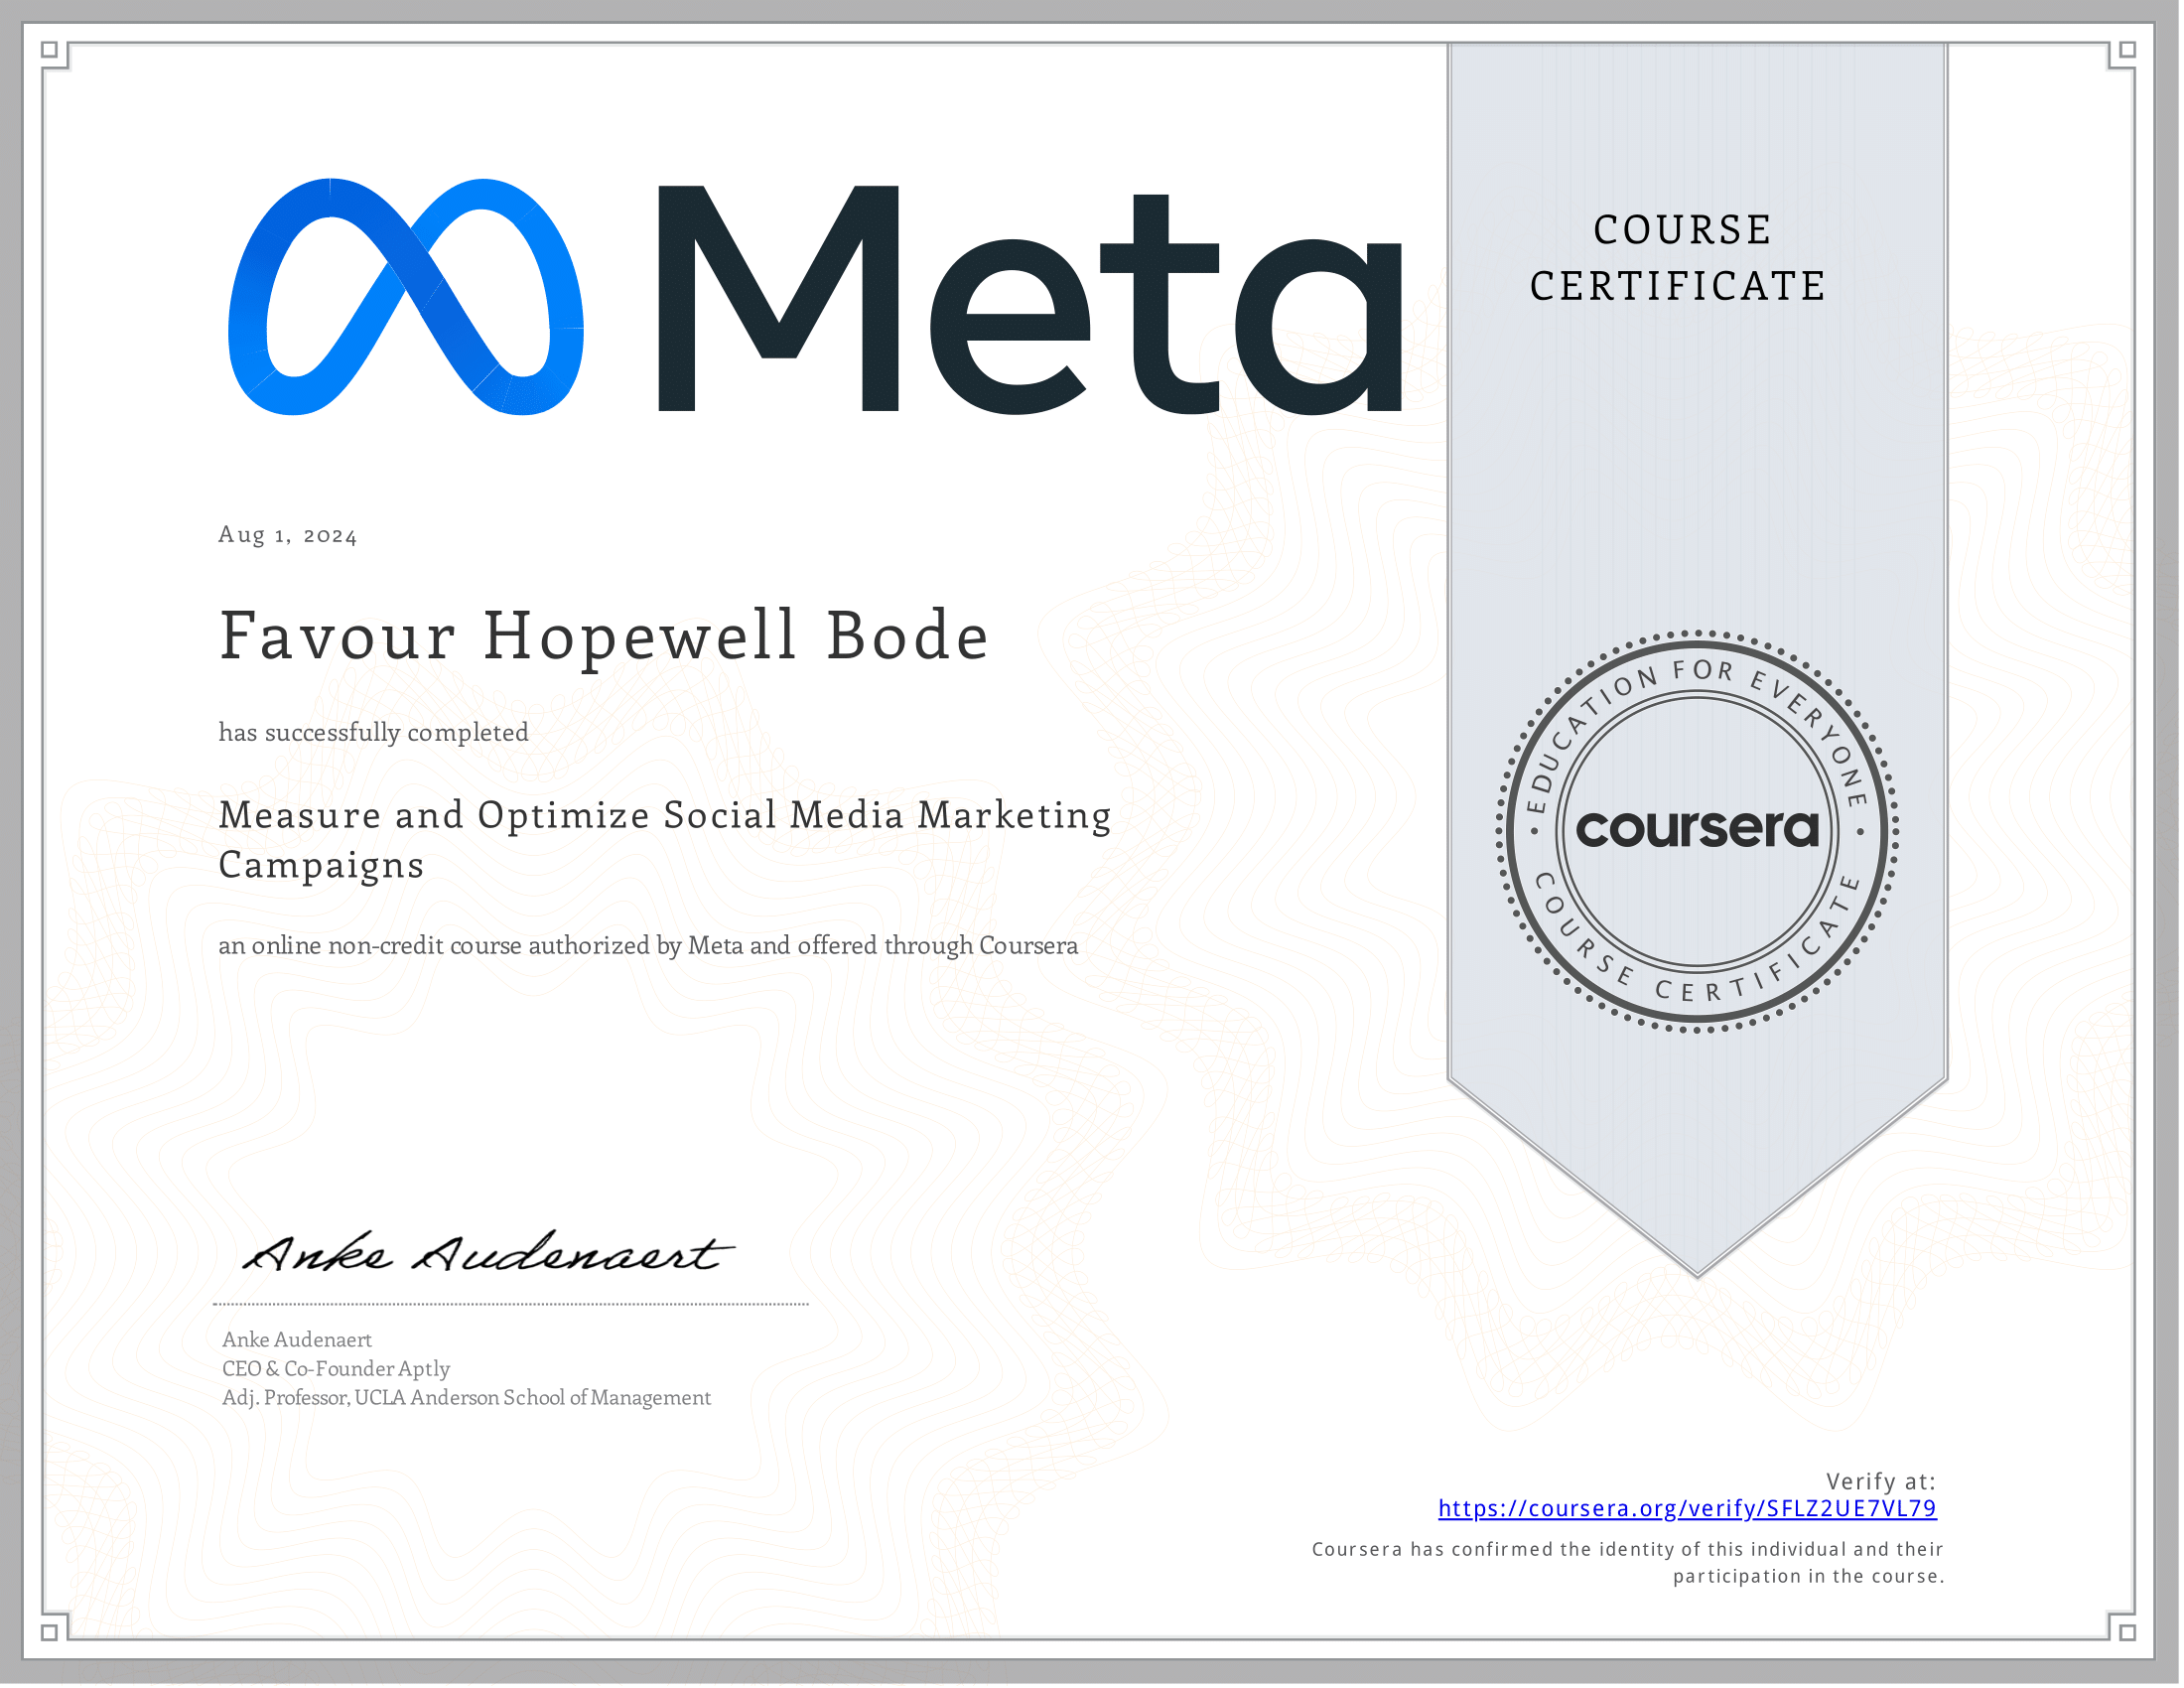 Meta
COURSE
CERTIFICATE
Aug 1, 2024
Favour Hopewell Bode
has successfully completed
Measure and Optimize Social Media Marketing
Campaigns
an online non-credit course authorized by Meta and offered through Coursera
EDUCATION FOR EVERYONE
coursera
COURSE CERTIFICATE
Anke Audenaert
Anke Audenaert
CEO & Co-Founder Aptly
Adj. Professor, UCLA Anderson School of Management
Verify at:
https://coursera.org/verify/SFLZ2UE7VL79
Coursera has confirmed the identity of this individual and their
participation in the course.